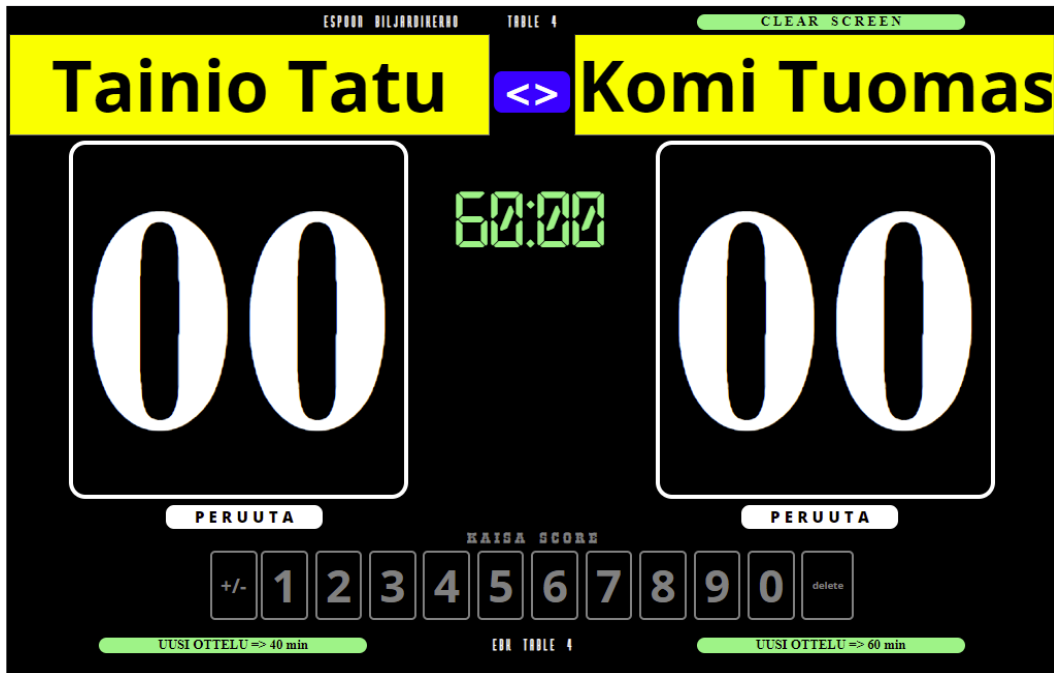 ESPOON BILJARDIKERHO TABLE 4 CLEAR SCREEN
Tainio Tatu <> Komi Tuomas
60:00
00 00
PERUUTA PERUUTA
KAISA SCORE
+/- 1 2 3 4 5 6 7 8 9 0 delete
UUSI OTTELU => 40 min EBK TABLE 4 UUSI OTTELU => 60 min